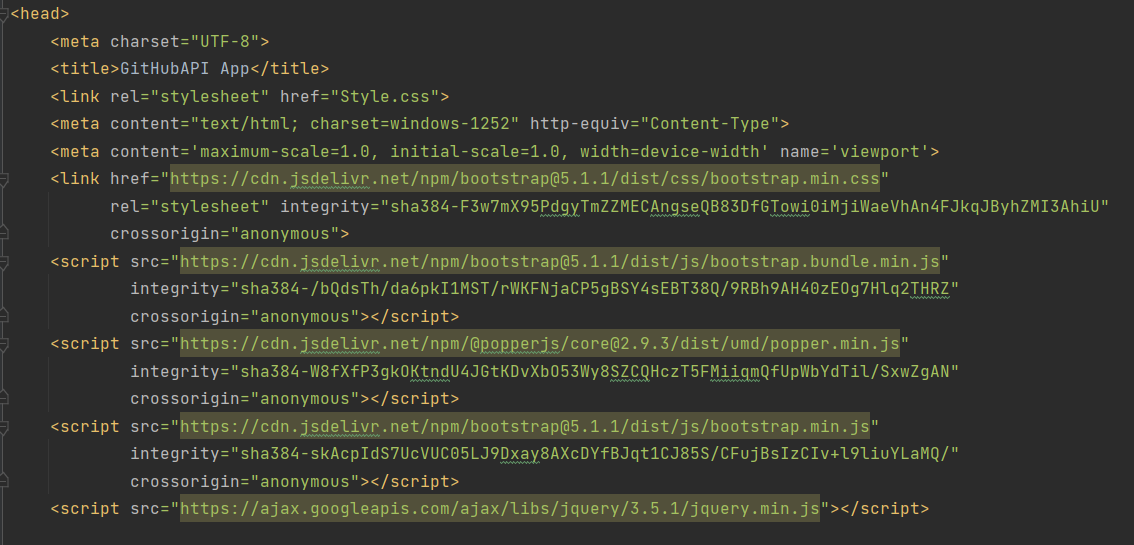 <head>
<meta charset="UTF-8">
<title>GitHubAPI App</title>
<link rel="stylesheet" href="Style.css">
<meta content="text/html; charset=windows-1252" http-equiv="Content-Type">
<meta content='maximum-scale=1.0, initial-scale=1.0, width=device-width' name='viewport'>
<link href="https://cdn.jsdelivr.net/npm/bootstrap@5.1.1/dist/css/bootstrap.min.css"
rel="stylesheet" integrity="sha384-F3w7mX95PdgyTmZZMECAngseQB83DfGTowi0iMjiWaeVhAn4FJkqJByhZMI3AhiU"
crossorigin="anonymous">
<script src="https://cdn.jsdelivr.net/npm/bootstrap@5.1.1/dist/js/bootstrap.bundle.min.js"
integrity="sha384-/bQdsTh/da6pkI1MST/rWKFNjaCP5gBSY4sEBT38Q/9RBh9AH40zEOg7Hlq2THRZ"
crossorigin="anonymous"></script>
<script src="https://cdn.jsdelivr.net/npm/@popperjs/core@2.9.3/dist/umd/popper.min.js"
integrity="sha384-W8fXfP3gkOKtndU4JGtKDvXbO53Wy8SZCQHczT5FMiiqmQfUpWbYdTil/SxwZgAN"
crossorigin="anonymous"></script>
<script src="https://cdn.jsdelivr.net/npm/bootstrap@5.1.1/dist/js/bootstrap.min.js"
integrity="sha384-skAcpIdS7UcVUC05LJ9Dxay8AXcDYfBJqt1CJ85S/CFujBsIzCIv+l9liuYLaMQ/"
crossorigin="anonymous"></script>
<script src="https://ajax.googleapis.com/ajax/libs/jquery/3.5.1/jquery.min.js"></script>